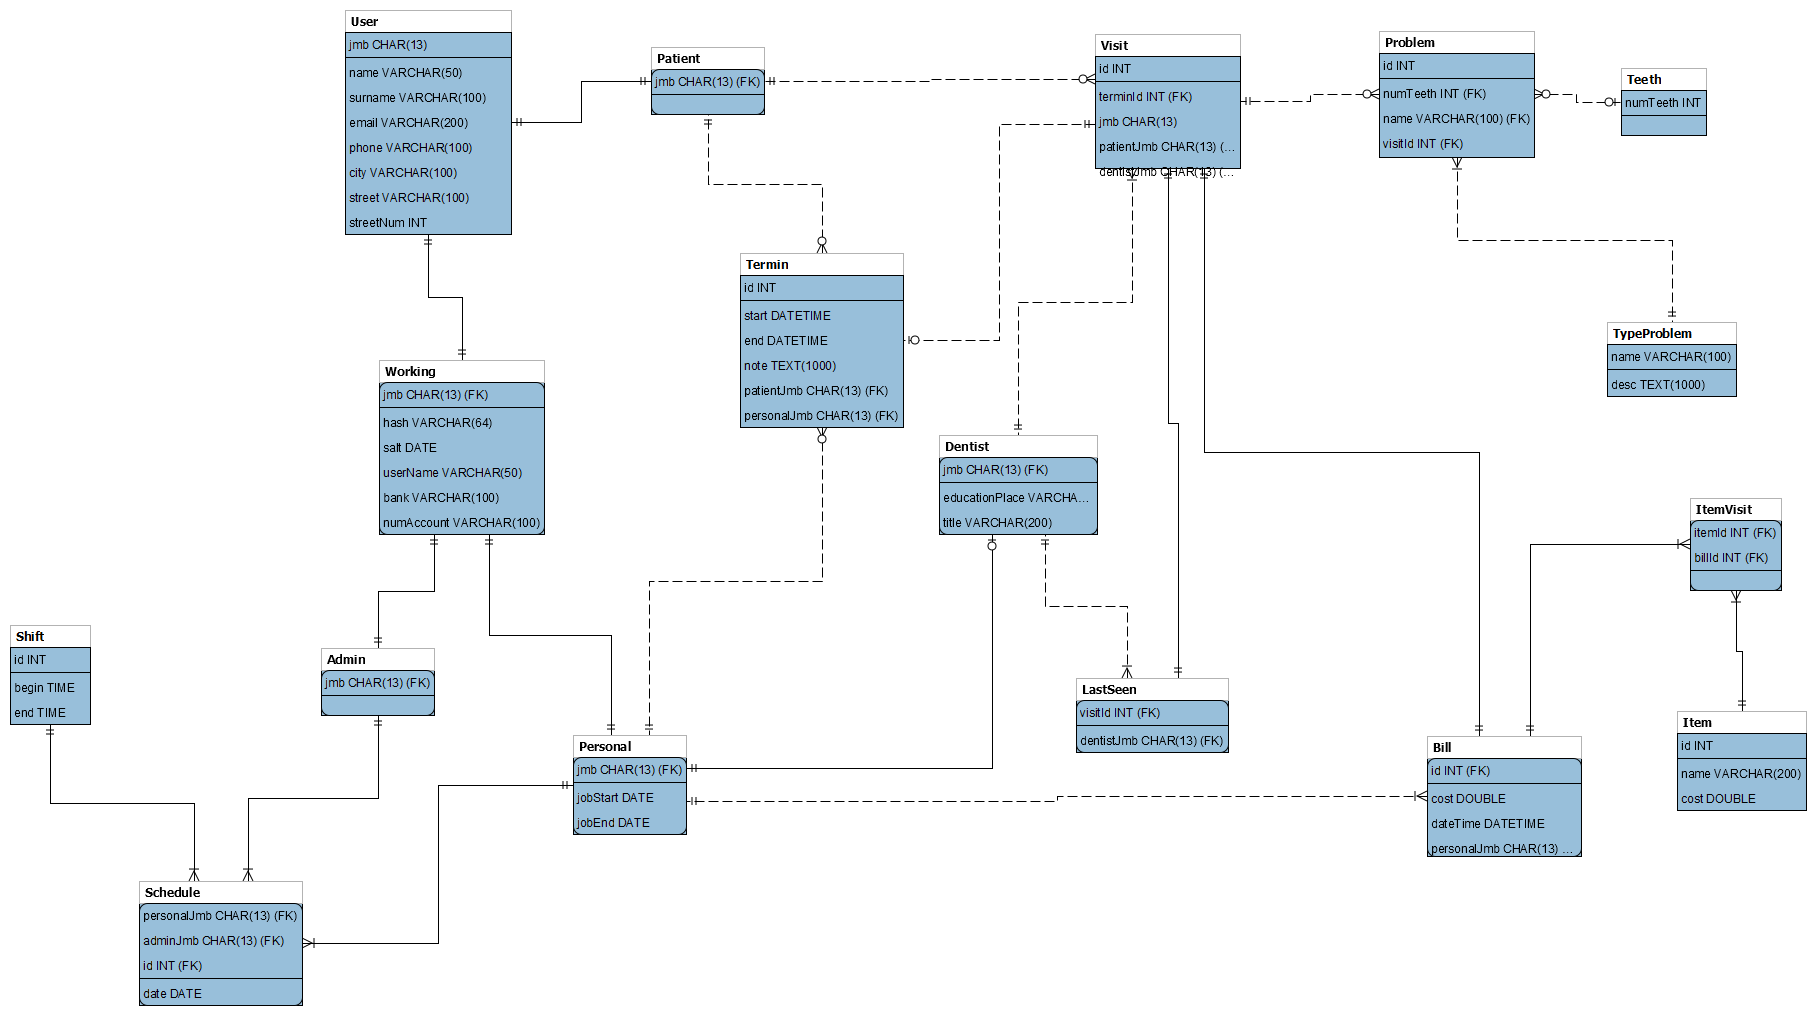 User
jmb CHAR(13)
name VARCHAR(50)
surname VARCHAR(100)
email VARCHAR(200)
phone VARCHAR(100)
city VARCHAR(100)
street VARCHAR(100)
streetNum INT
Patient
jmb CHAR(13) (FK)
Visit
id INT
terminId INT (FK)
jmb CHAR(13)
patientJmb CHAR(13) (...
dentistJmb CHAR(13) (...
Problem
id INT
numTeeth INT (FK)
name VARCHAR(100) (FK)
visitId INT (FK)
Teeth
numTeeth INT
Termin
id INT
start DATETIME
end DATETIME
note TEXT(1000)
patientJmb CHAR(13) (FK)
personalJmb CHAR(13) (FK)
TypeProblem
name VARCHAR(100)
desc TEXT(1000)
Working
jmb CHAR(13) (FK)
hash VARCHAR(64)
salt DATE
userName VARCHAR(50)
bank VARCHAR(100)
numAccount VARCHAR(100)
Dentist
jmb CHAR(13) (FK)
educationPlace VARCHA...
title VARCHAR(200)
ItemVisit
itemId INT (FK)
billId INT (FK)
Shift
id INT
begin TIME
end TIME
Admin
jmb CHAR(13) (FK)
LastSeen
visitId INT (FK)
dentistJmb CHAR(13) (FK)
Item
id INT
name VARCHAR(200)
cost DOUBLE
Personal
jmb CHAR(13) (FK)
jobStart DATE
jobEnd DATE
Bill
id INT (FK)
cost DOUBLE
dateTime DATETIME
personalJmb CHAR(13) ...
Schedule
personalJmb CHAR(13) (FK)
adminJmb CHAR(13) (FK)
id INT (FK)
date DATE